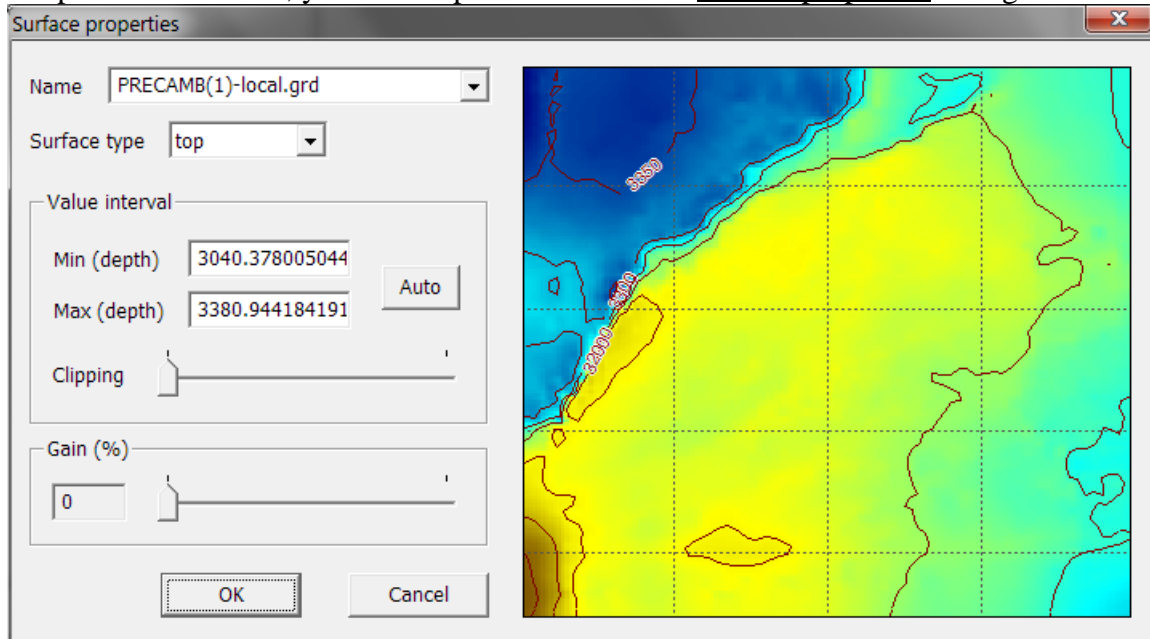 Surface properties
Name PRECAMB(1)-local.grd
Surface type top
Value interval
Min (depth) 3040.378005044
Max (depth) 3380.944184191
Auto
Clipping
Gain (%)
0
OK Cancel
3350
3300